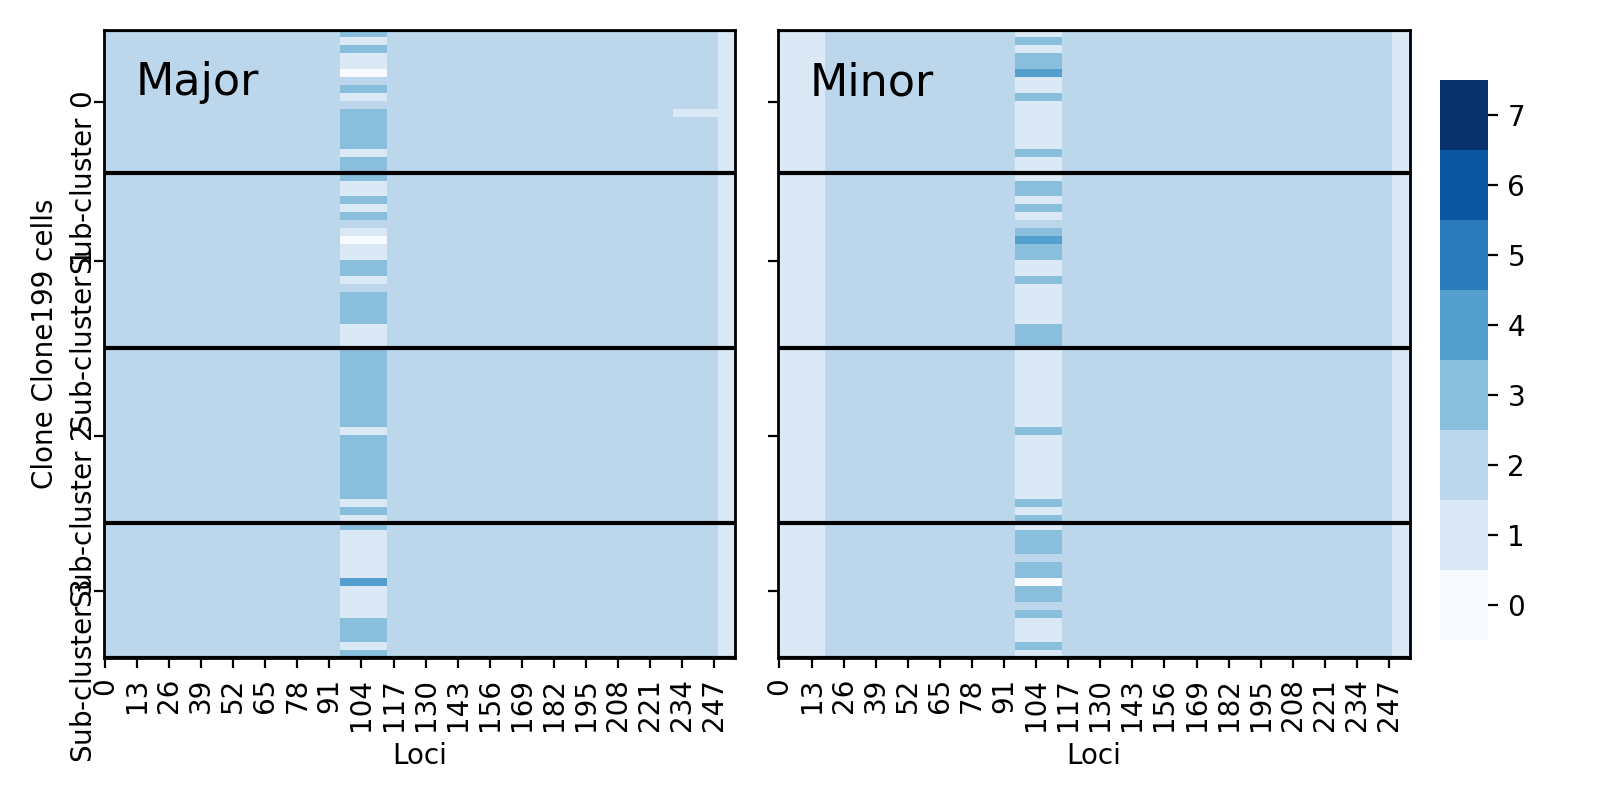 Major
Minor
Clone Clone199 cells
Sub-cluster 0
Sub-cluster 1
Sub-cluster 2
Sub-cluster 3
0 13 26 39 52 65 78 91 104 117 130 143 156 169 182 195 208 221 234 247
Loci
0 13 26 39 52 65 78 91 104 117 130 143 156 169 182 195 208 221 234 247
Loci
7
6
5
4
3
2
1
0